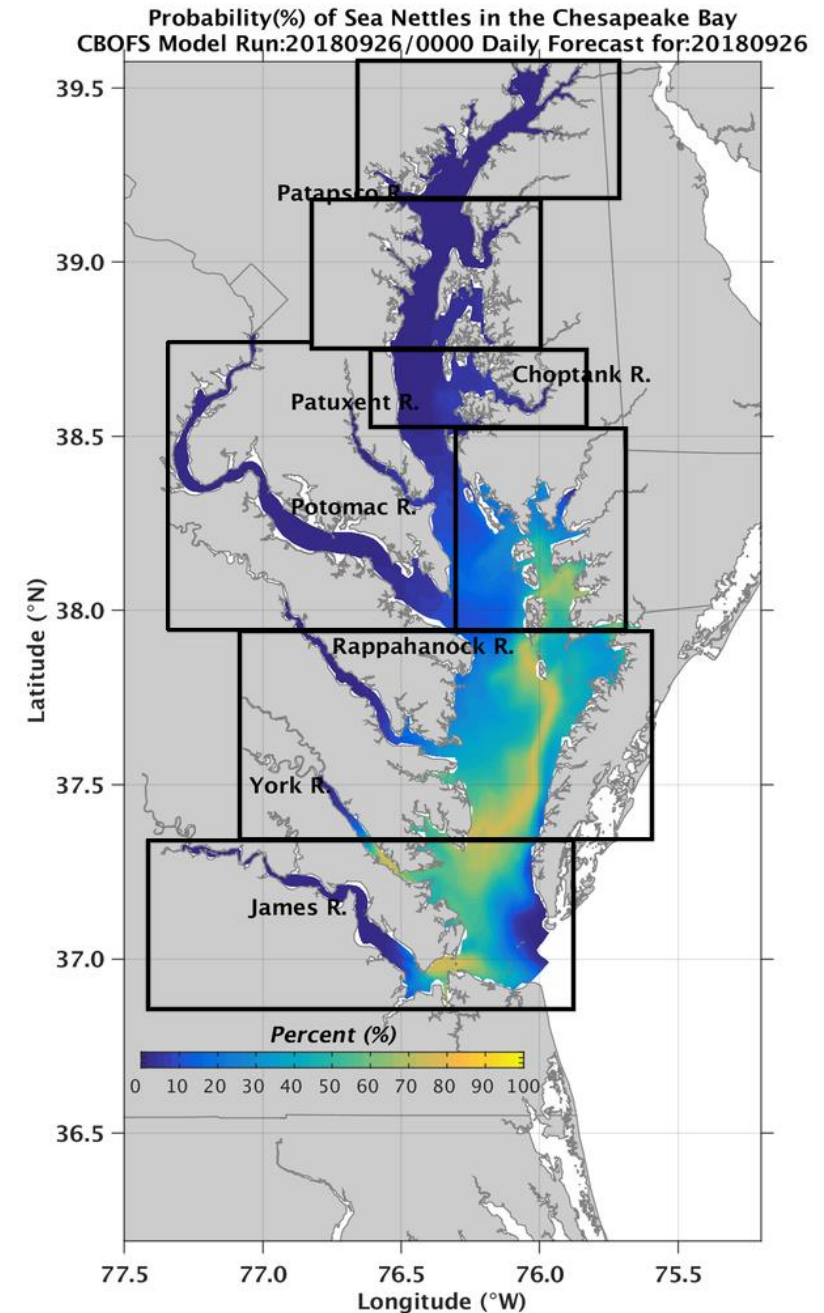 Probability(%) of Sea Nettles in the Chesapeake Bay
CBOFS Model Run:20180926/0000 Daily Forecast for:20180926
39.5
Patapsco R.
39.0
Choptank R.
Patuxent R.
38.5
Potomac R.
38.0
Rappahanock R.
37.5
York R.
James R.
37.0
Percent (%)
0 10 20 30 40 50 60 70 80 90 100
36.5
77.5 77.0 76.5 76.0 75.5
Longitude (°W)
Latitude (°N)